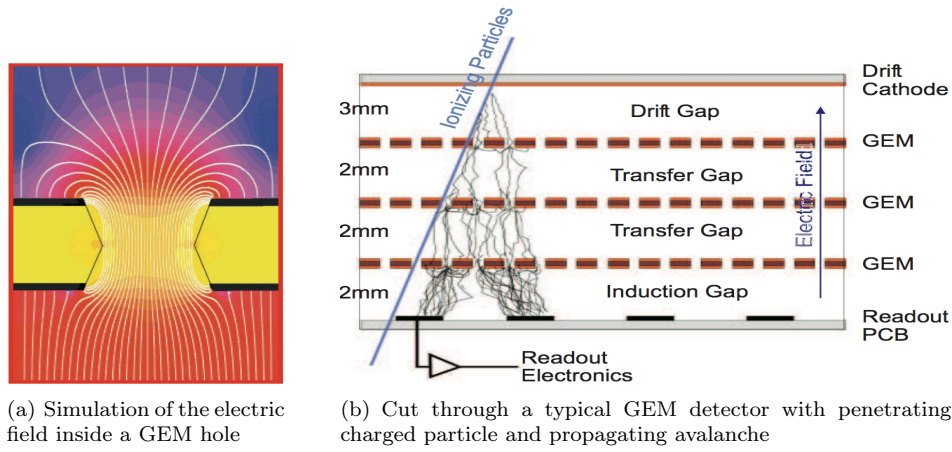 Ionizing Particles
Drift
Cathode
3mm
Drift Gap
GEM
2mm
Transfer Gap
Electric Field
GEM
2mm
Transfer Gap
GEM
2mm
Induction Gap
Readout
PCB
Readout
Electronics
(a) Simulation of the electric
field inside a GEM hole
(b) Cut through a typical GEM detector with penetrating
charged particle and propagating avalanche